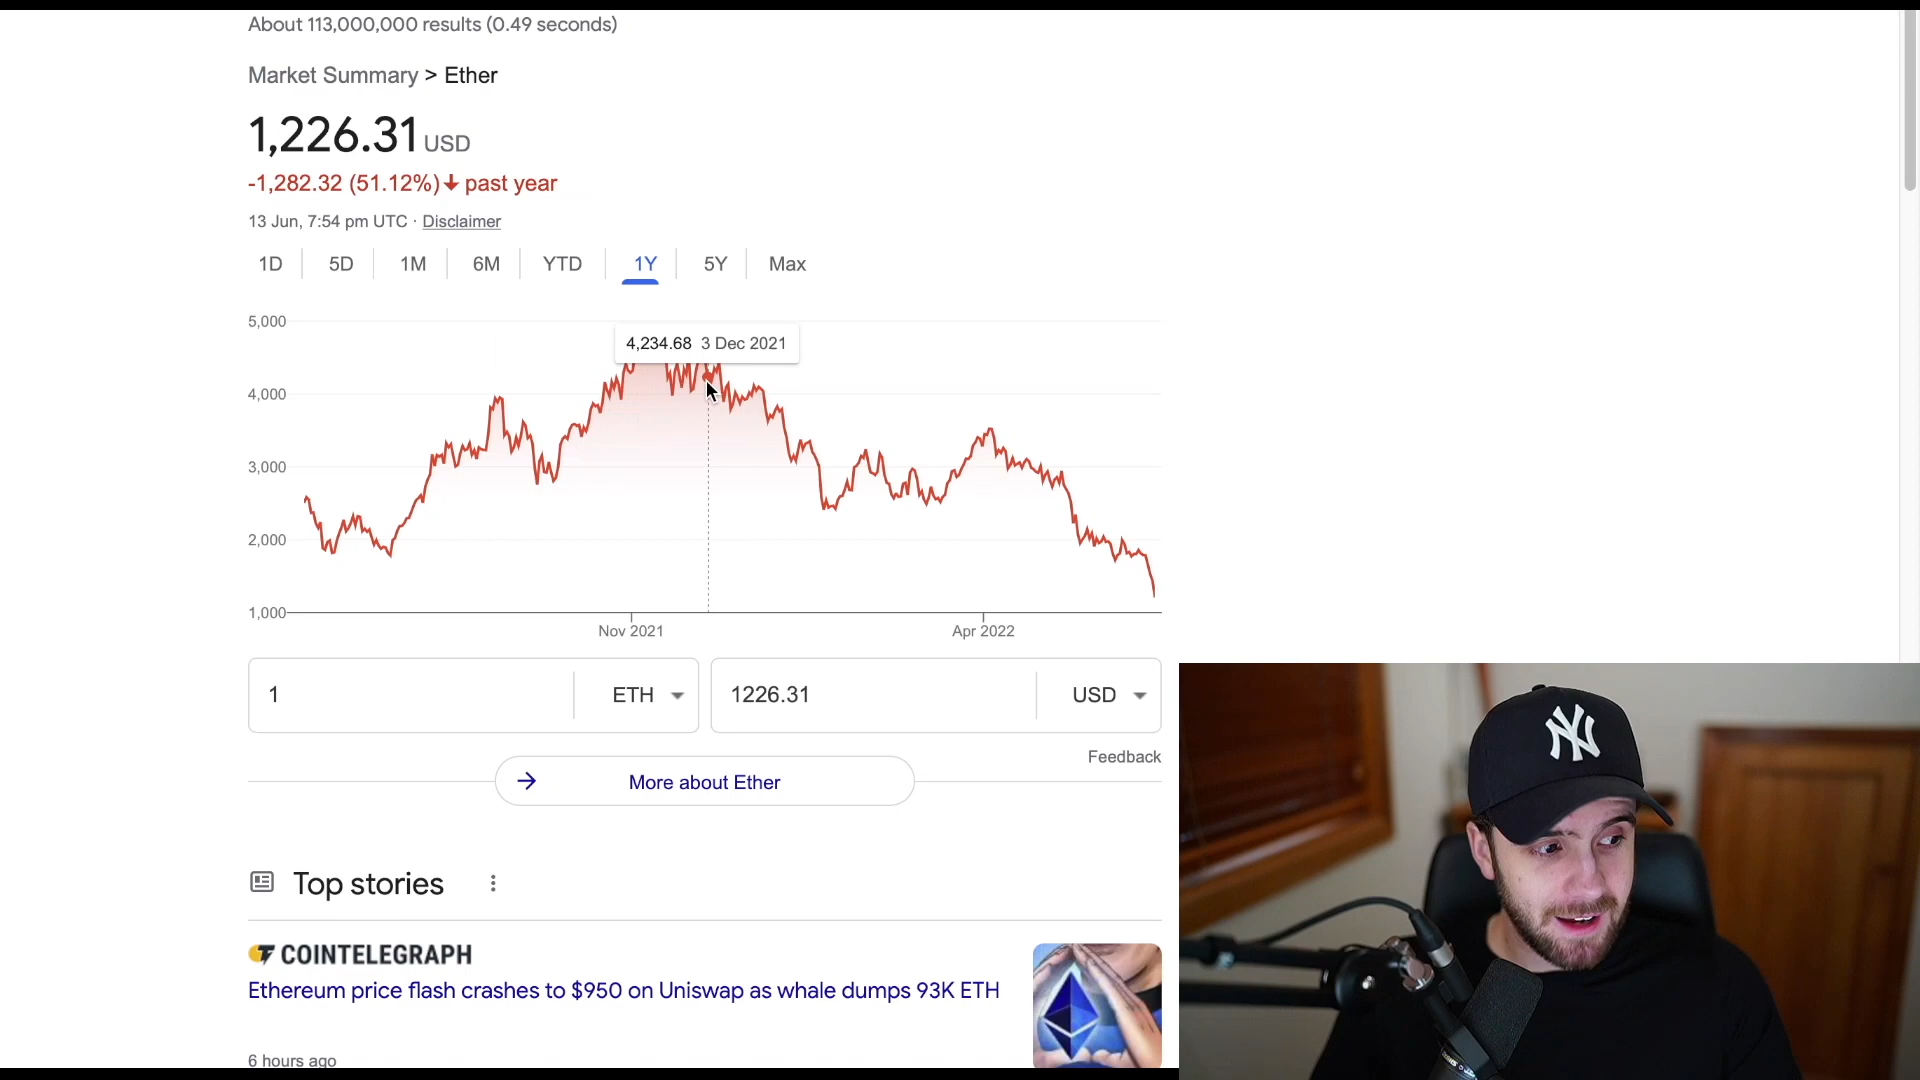 About 113,000,000 results (0.49 seconds)
Market Summary > Ether
1,226.31 USD
-1,282.32 (51.12%) past year
13 Jun, 7:54 pm UTC · Disclaimer
1D 5D 1M 6M YTD 1Y 5Y Max
5,000
4,234.68 3 Dec 2021
4,000
3,000
2,000
1,000
Nov 2021 Apr 2022
1 ETH 1226.31 USD
Feedback
More about Ether
Top stories
COINTELEGRAPH
Ethereum price flash crashes to $950 on Uniswap as whale dumps 93K ETH
6 hours ago
NY